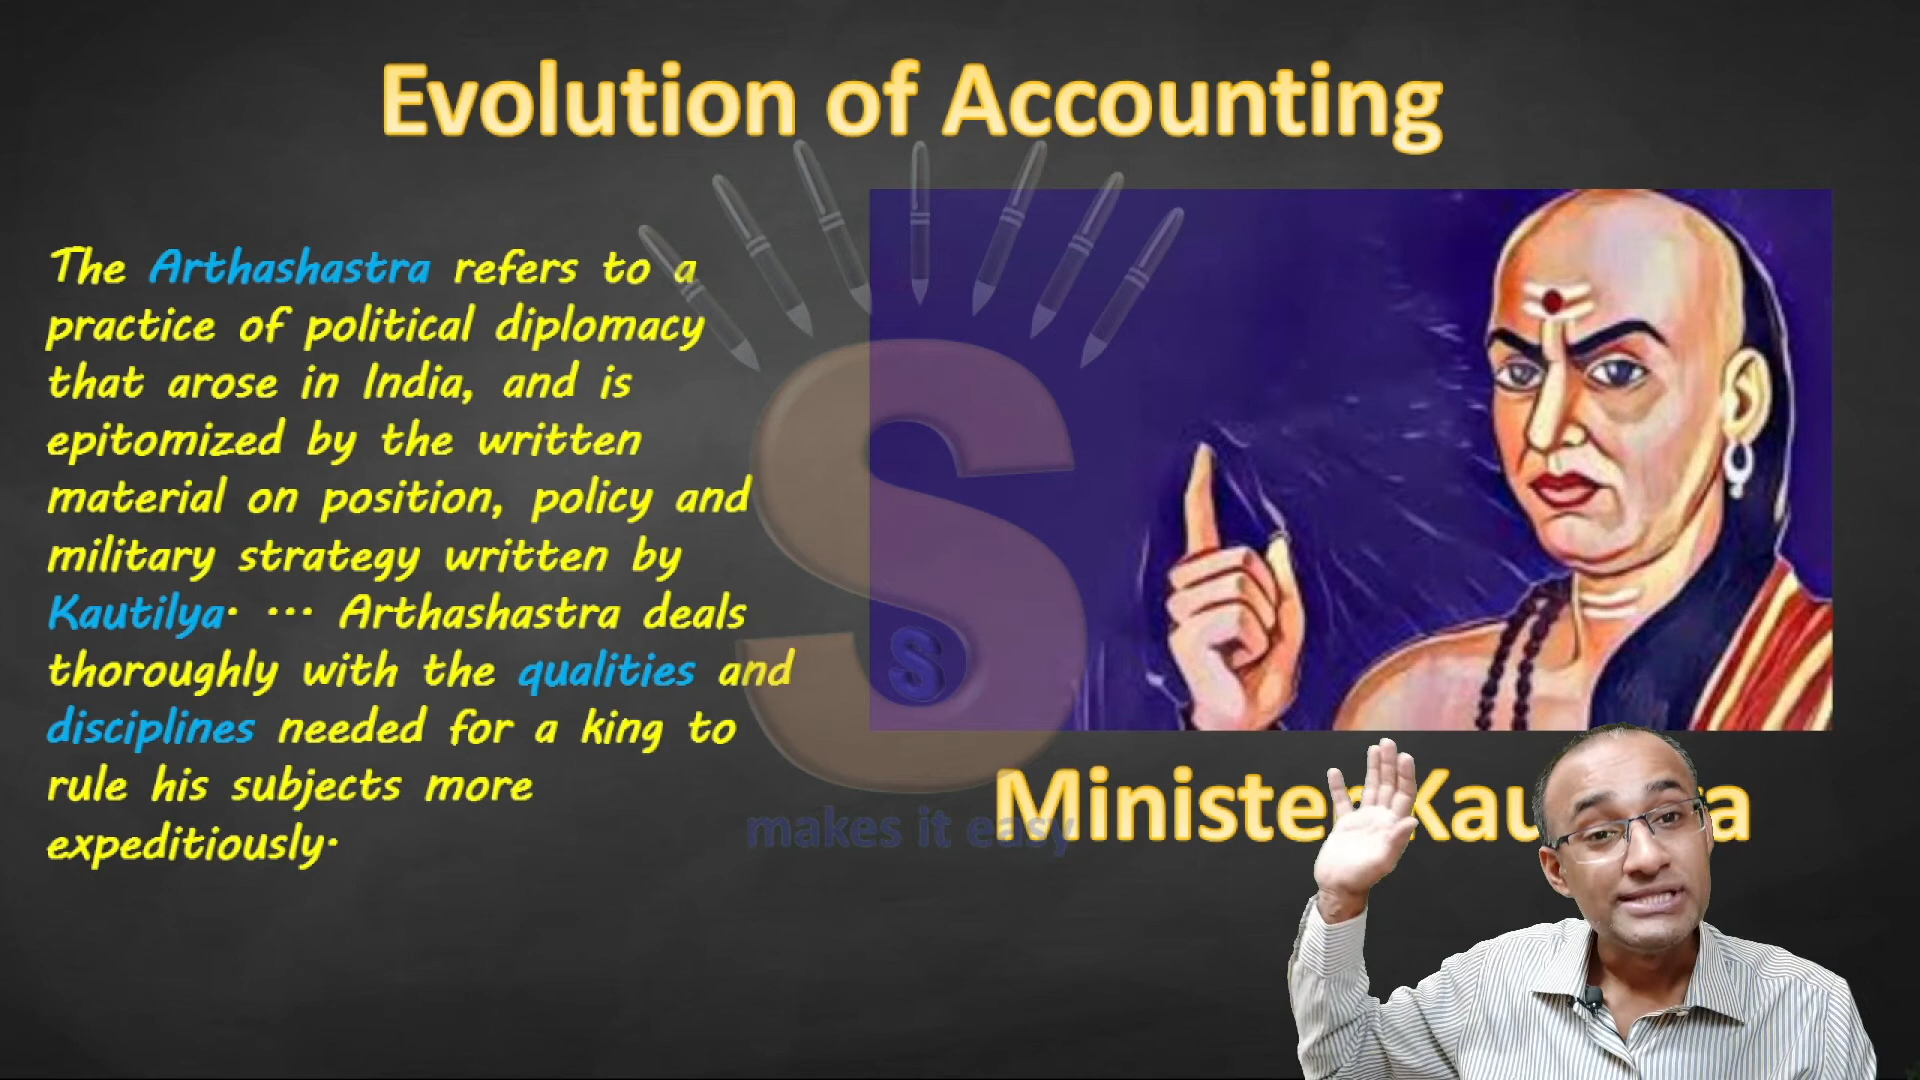 Evolution of Accounting
The Arthashastra refers to a
practice of political diplomacy
that arose in India, and is
epitomized by the written
material on position, policy and
military strategy written by
Kautilya· ··· Arthashastra deals
thoroughly with the qualities and
disciplines needed for a king to
rule his subjects more
expeditiously·
S
S
makes it easy
Minister